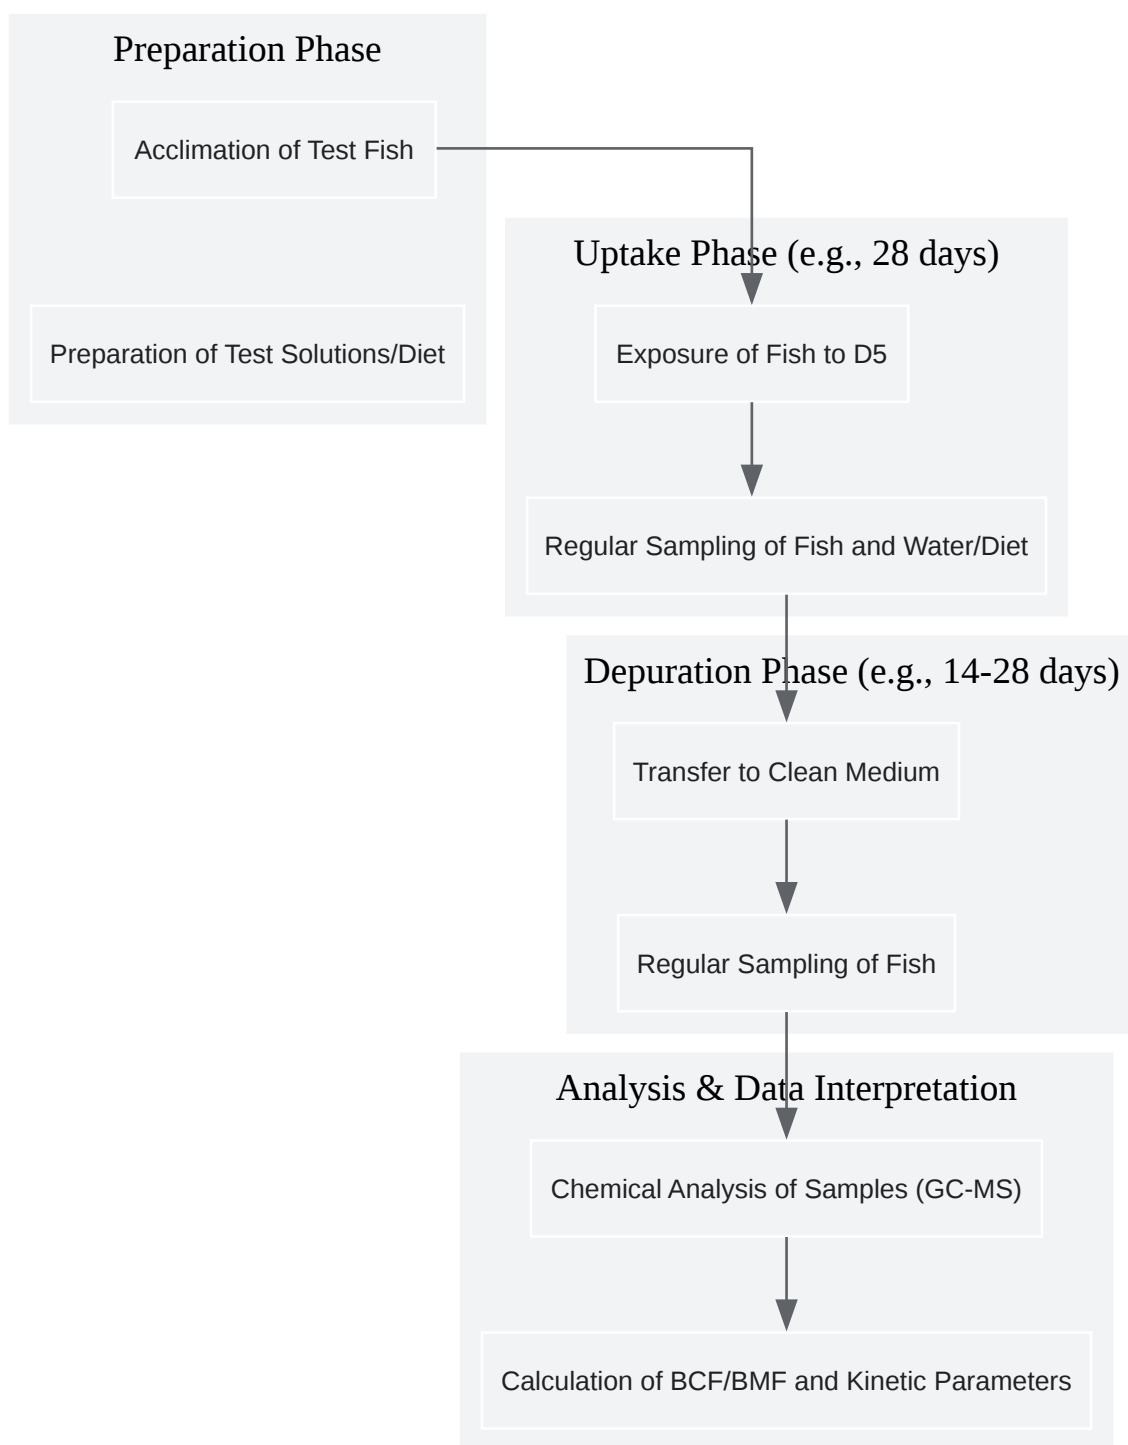 Preparation Phase
Acclimation of Test Fish
Preparation of Test Solutions/Diet
Uptake Phase (e.g., 28 days)
Exposure of Fish to D5
Regular Sampling of Fish and Water/Diet
Depuration Phase (e.g., 14-28 days)
Transfer to Clean Medium
Regular Sampling of Fish
Analysis & Data Interpretation
Chemical Analysis of Samples (GC-MS)
Calculation of BCF/BMF and Kinetic Parameters